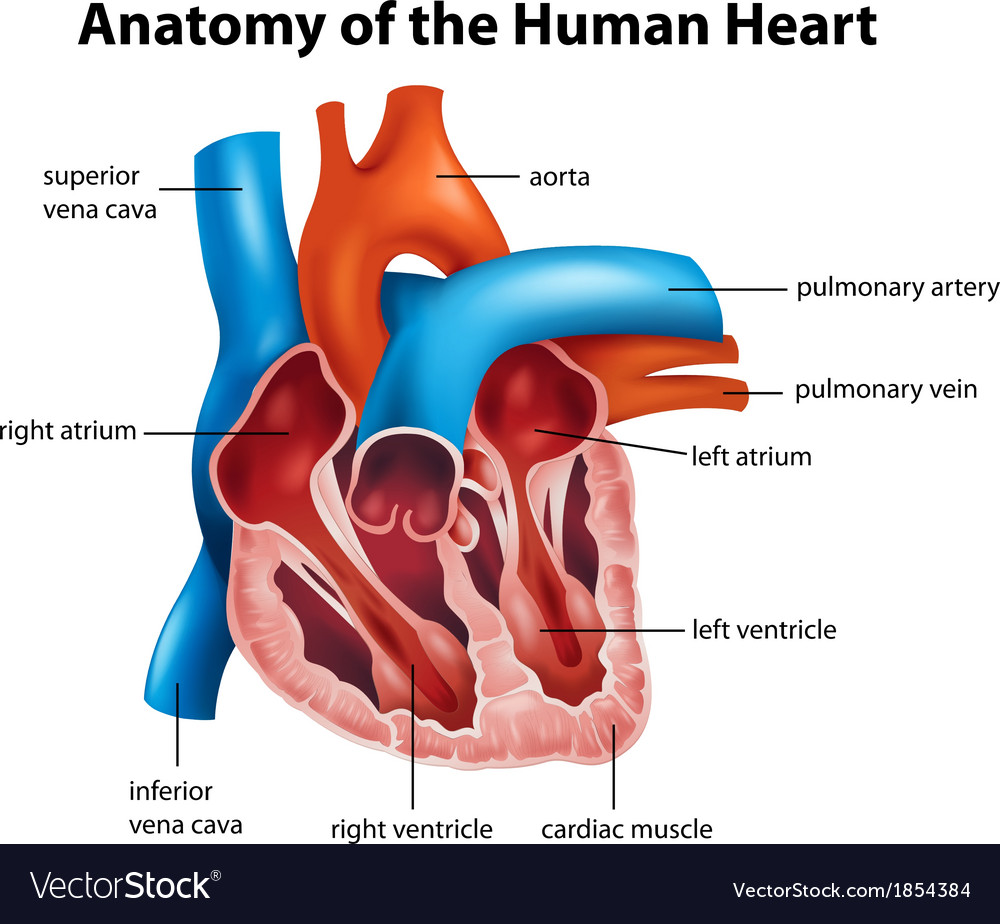 Anatomy of the Human Heart
superior
vena cava
aorta
pulmonary artery
pulmonary vein
right atrium
left atrium
left ventricle
inferior
vena cava
right ventricle
cardiac muscle
VectorStock®
VectorStock.com/1854384